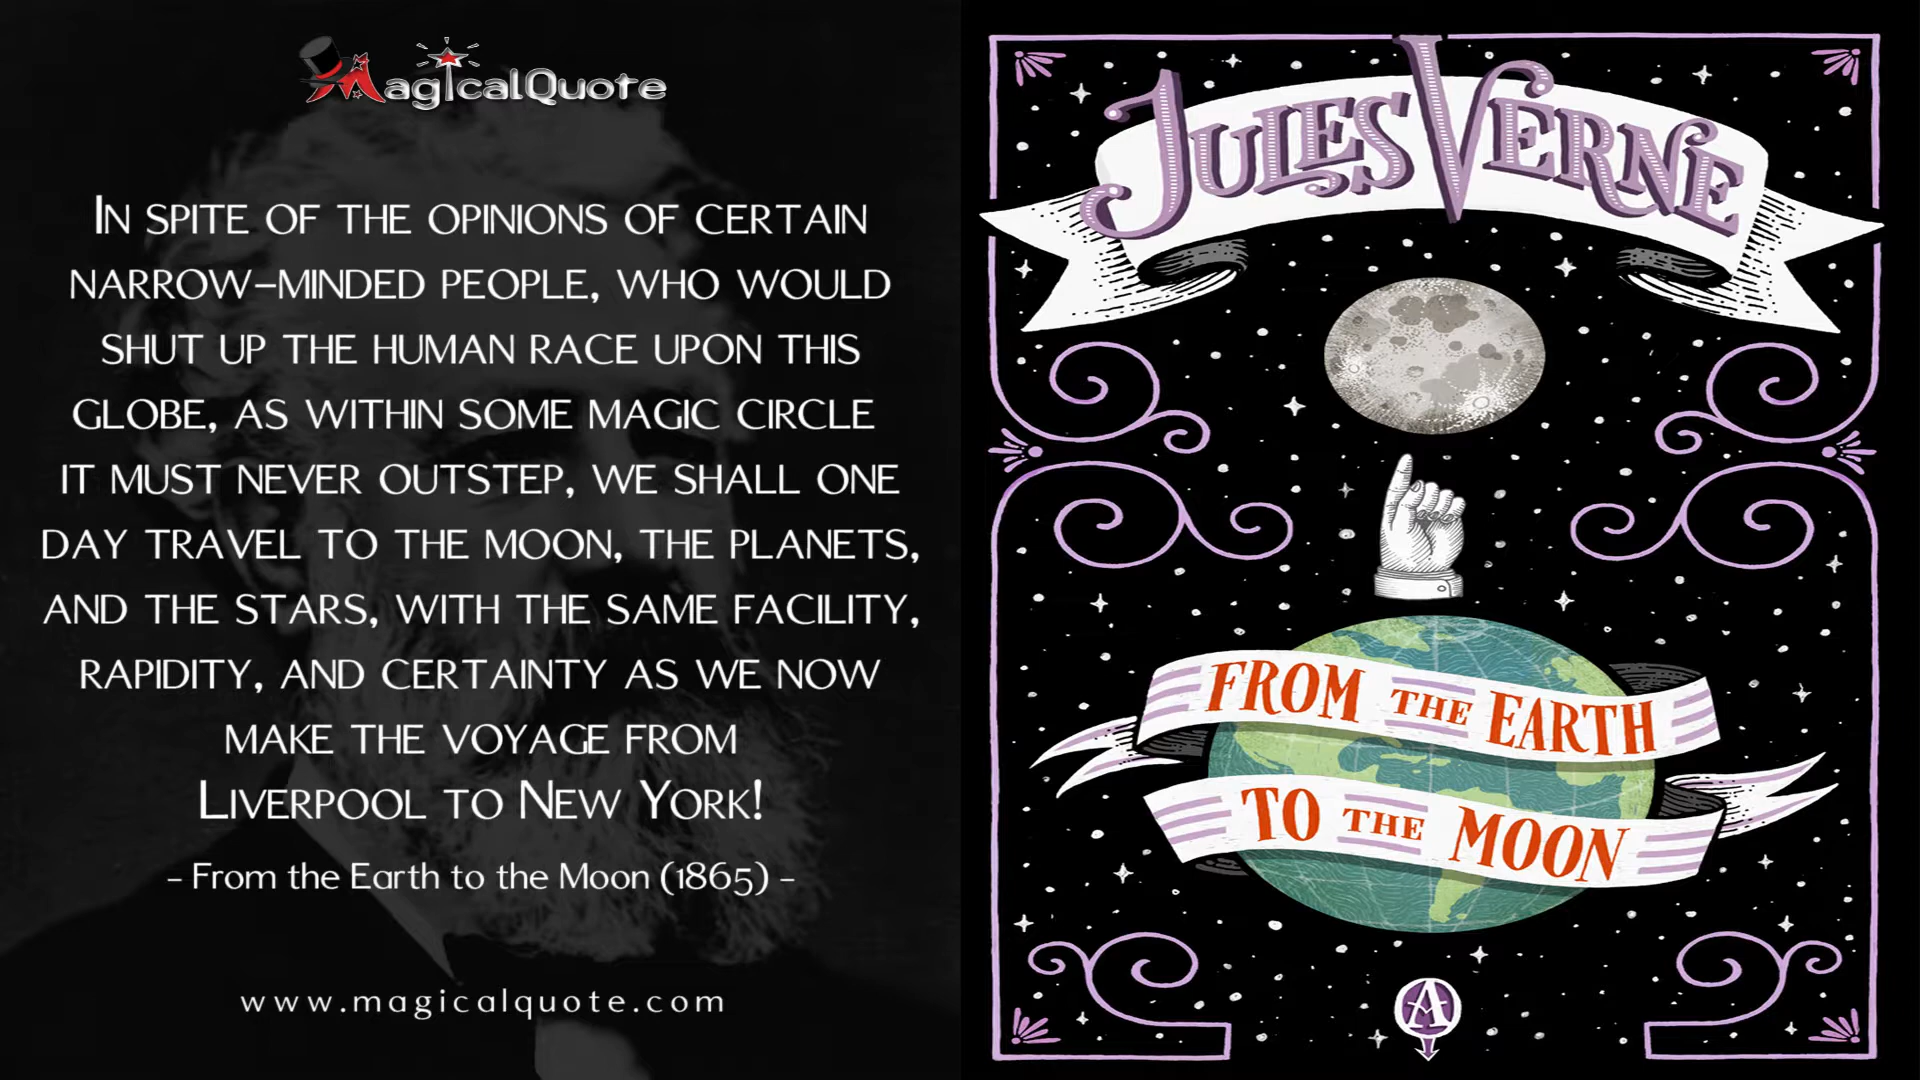 MagicalQuote
In spite of the opinions of certain
narrow-minded people, who would
shut up the human race upon this
globe, as within some magic circle
it must never outstep, we shall one
day travel to the moon, the planets,
and the stars, with the same facility,
rapidity, and certainty as we now
make the voyage from
Liverpool to New York!
- From the Earth to the Moon (1865) -
www.magicalquote.com
Jules Verne
FROM THE EARTH
TO THE MOON
A